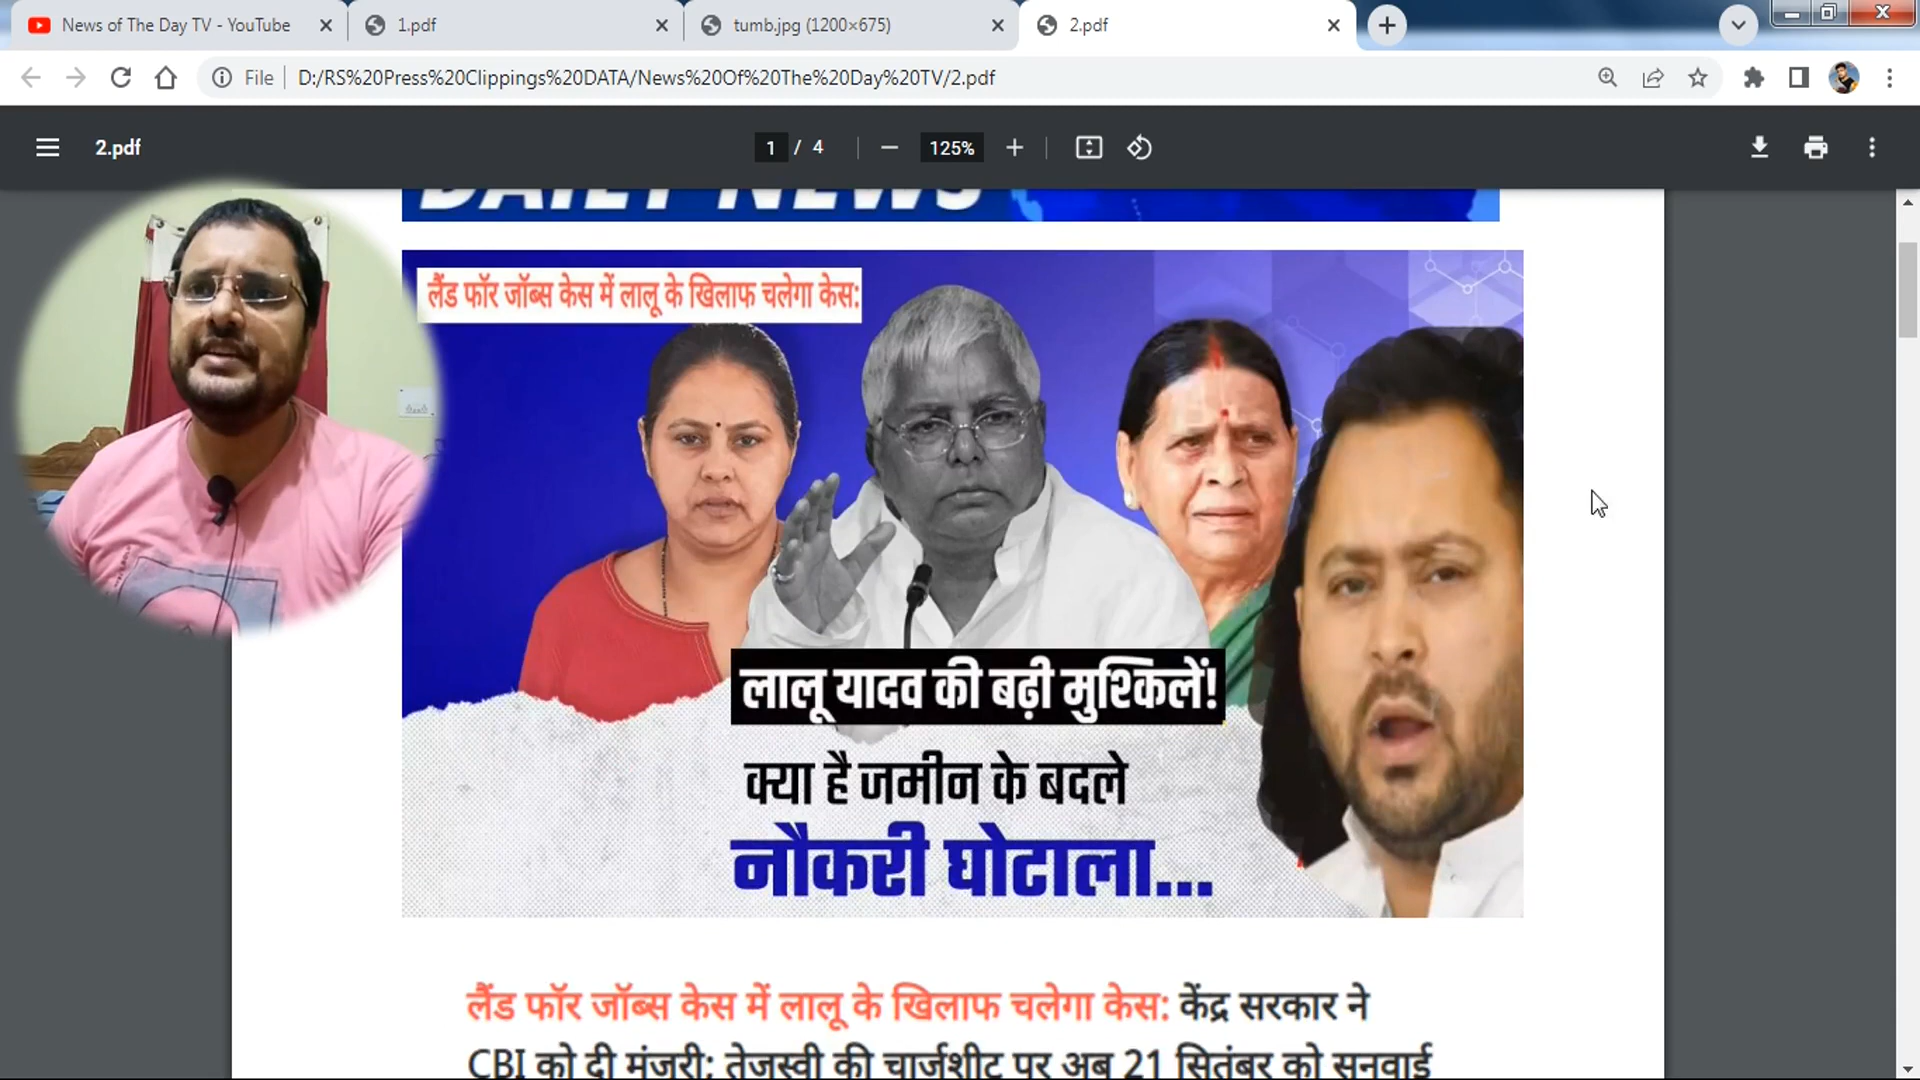 News of The Day TV - YouTube
1.pdf
tumb.jpg (1200×675)
2.pdf
File
D:/RS%20Press%20Clippings%20DATA/News%20Of%20The%20Day%20TV/2.pdf
2.pdf
1 / 4
125%
DAILY NEWS
लैंड फॉर जॉब्स केस में लालू के खिलाफ चलेगा केस:
लालू यादव की बढ़ी मुश्किलें!
क्या है जमीन के बदले
नौकरी घोटाला...
लैंड फॉर जॉब्स केस में लालू के खिलाफ चलेगा केस: केंद्र सरकार ने
CBI को दी मंजूरी; तेजस्वी की चार्जशीट पर अब 21 सितंबर को सुनवाई